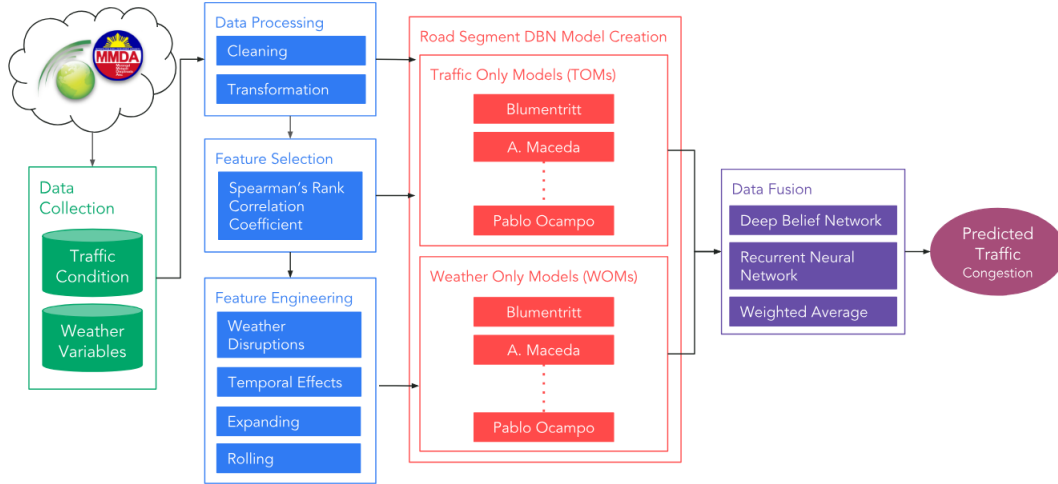 MMDA
Data
Collection
Traffic
Condition
Weather
Variables
Data Processing
Cleaning
Transformation
Feature Selection
Spearman's Rank
Correlation
Coefficient
Feature Engineering
Weather
Disruptions
Temporal Effects
Expanding
Rolling
Road Segment DBN Model Creation
Traffic Only Models (TOMs)
Blumentritt
A. Maceda
Pablo Ocampo
Weather Only Models (WOMs)
Blumentritt
A. Maceda
Pablo Ocampo
Data Fusion
Deep Belief Network
Recurrent Neural
Network
Weighted Average
Predicted
Traffic
Congestion